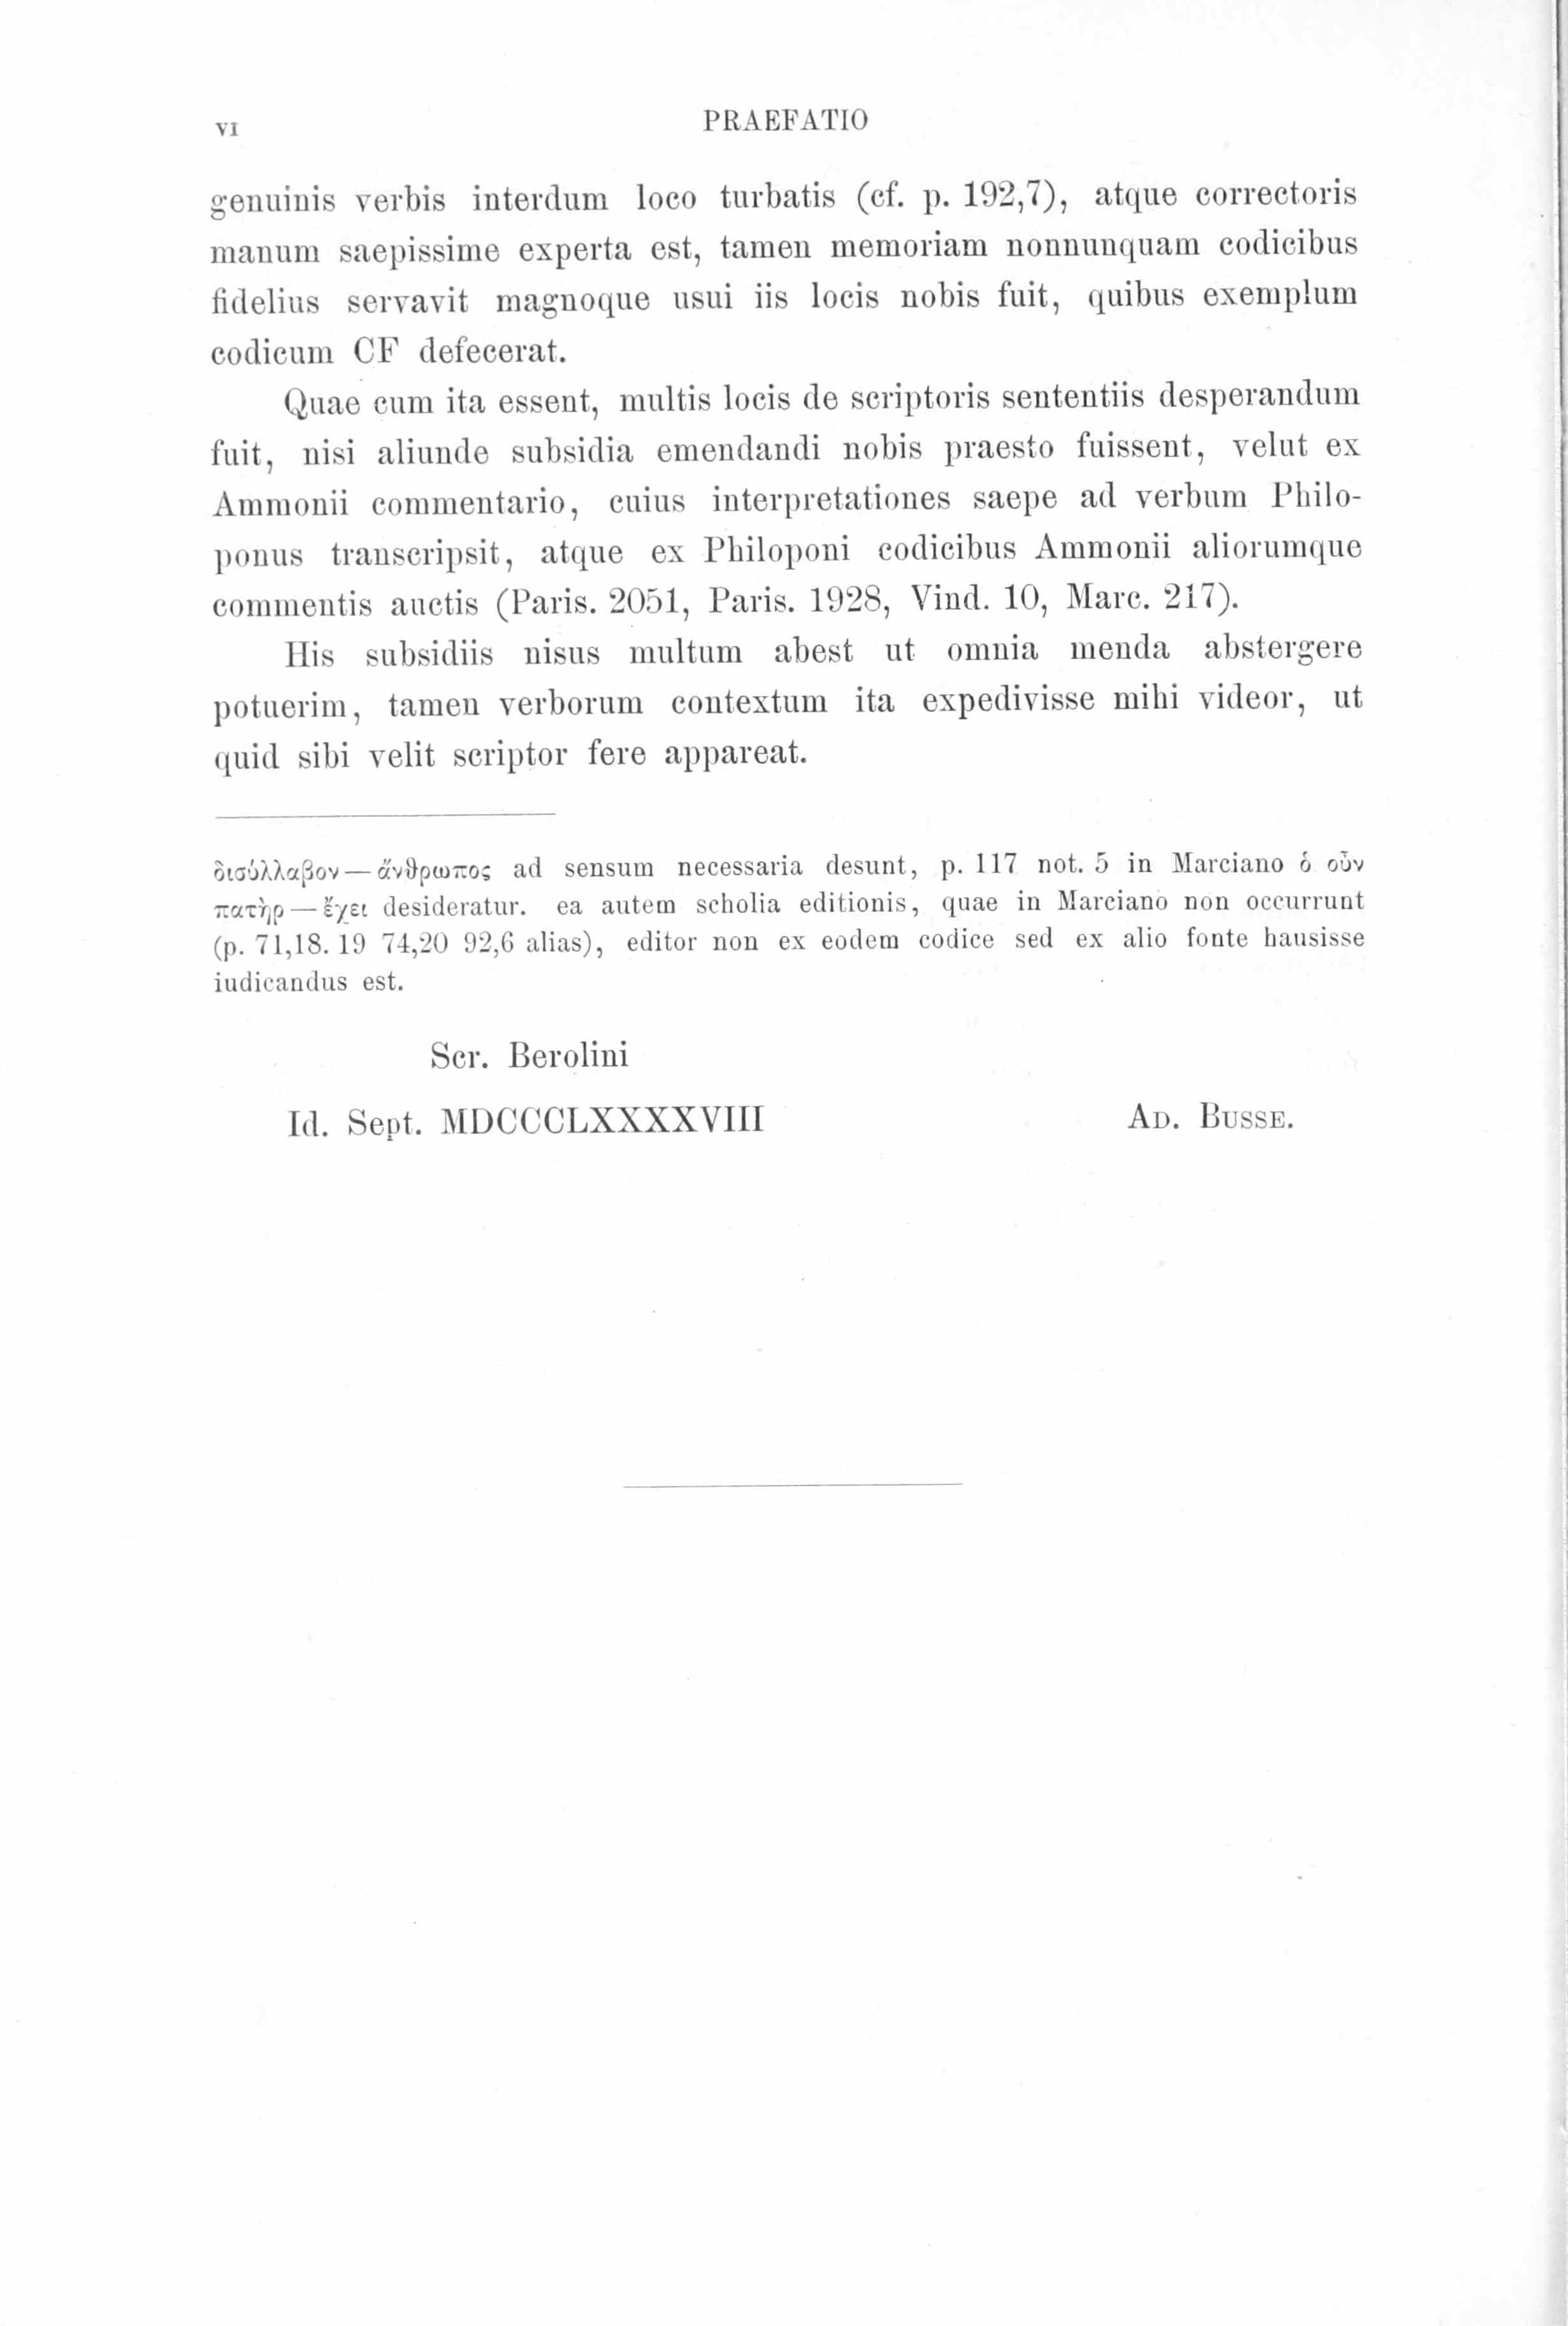 VI
PRAEFATIO
genuinis verbis interdum loco turbatis (cf. p. 192,7), atque correctoris
manum saepissime experta est, tamen memoriam nonnunquam codicibus
fidelius servavit magnoque usui iis locis nobis fuit, quibus exemplum
codicum CF defecerat.
Quae cum ita essent, multis locis de scriptoris sententiis desperandum
fuit, nisi aliunde subsidia emendandi nobis praesto fuissent, velut ex
Ammonii commentario, cuius interpretationes saepe ad verbum Philo-
ponus transcripsit, atque ex Philoponi codicibus Ammonii aliorumque
commentis auctis (Paris. 2051, Paris. 1928, Vind. 10, Marc. 217).
His subsidiis nisus multum abest ut omnia menda abstergere
potuerim, tamen verborum contextum ita expedivisse mihi videor, ut
quid sibi velit scriptor fere appareat.
δισύλλαβον — ἄνθρωπος ad sensum necessaria desunt, p. 117 not. 5 in Marciano ὁ οὖν
πατὴρ — ἔχει desideratur. ea autem scholia editionis, quae in Marciano non occurrunt
(p. 71,18. 19 74,20 92,6 alias), editor non ex eodem codice sed ex alio fonte hausisse
iudicandus est.
Scr. Berolini
Id. Sept. MDCCCLXXXXVIII
AD. BUSSE.